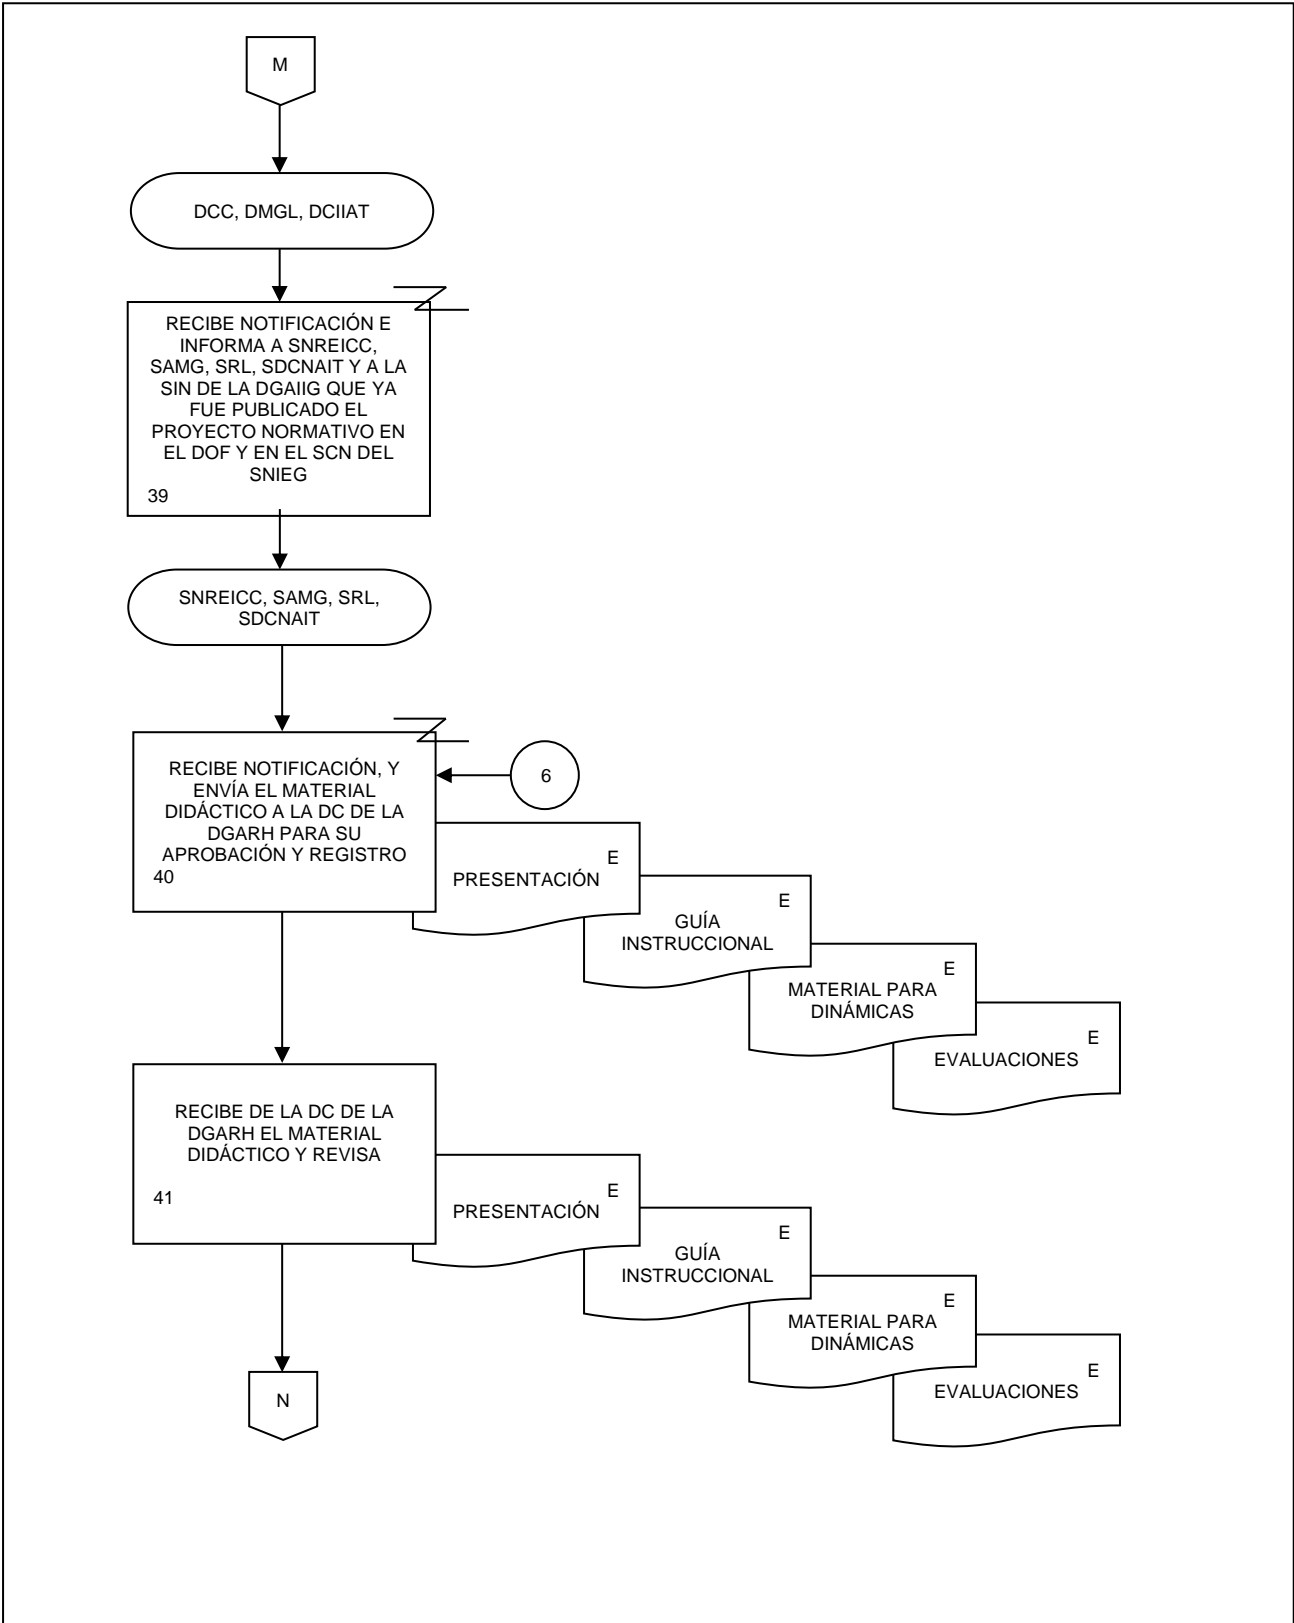 M
DCC, DMGL, DCIIAT
RECIBE NOTIFICACIÓN E
INFORMA A SNREICC,
SAMG, SRL, SDCNAIT Y A LA
SIN DE LA DGAIIG QUE YA
FUE PUBLICADO EL
PROYECTO NORMATIVO EN
EL DOF Y EN EL SCN DEL
SNIEG
39
SNREICC, SAMG, SRL,
SDCNAIT
RECIBE NOTIFICACIÓN, Y
ENVÍA EL MATERIAL
DIDÁCTICO A LA DC DE LA
DGARH PARA SU
APROBACIÓN Y REGISTRO
40
6
E
PRESENTACIÓN
E
GUÍA
INSTRUCCIONAL
E
MATERIAL PARA
DINÁMICAS
E
EVALUACIONES
RECIBE DE LA DC DE LA
DGARH EL MATERIAL
DIDÁCTICO Y REVISA
41
E
PRESENTACIÓN
E
GUÍA
INSTRUCCIONAL
E
MATERIAL PARA
DINÁMICAS
E
EVALUACIONES
N